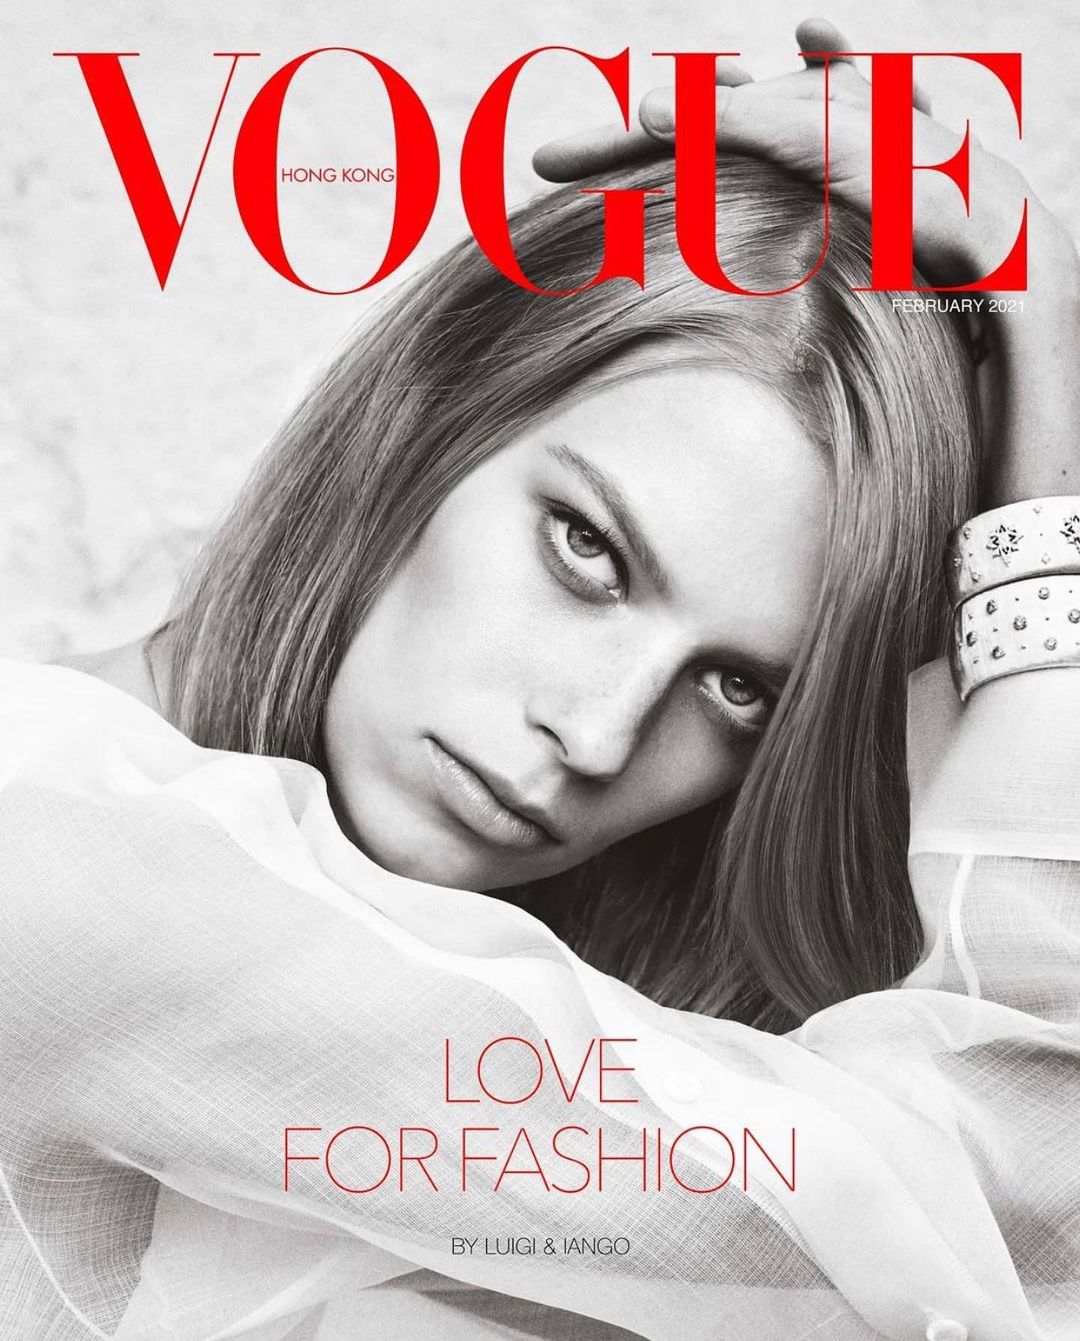 VOGUE
HONG KONG
FEBRUARY 2021
LOVE
FOR FASHION
BY LUIGI & IANGO